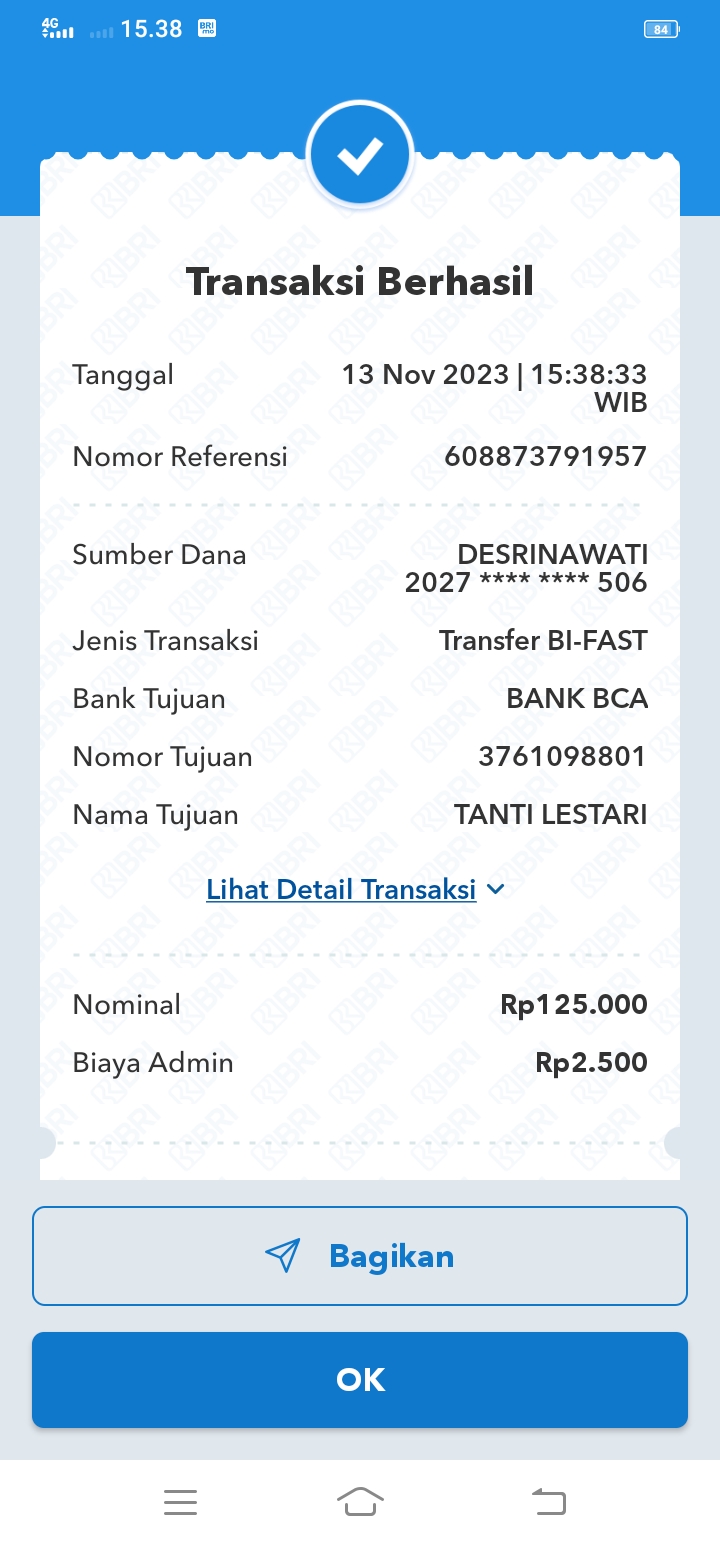 4G 15.38 BRI mo 84
Transaksi Berhasil
Tanggal 13 Nov 2023 | 15:38:33
WIB
Nomor Referensi 608873791957
Sumber Dana DESRINAWATI
2027 **** **** 506
Jenis Transaksi Transfer BI-FAST
Bank Tujuan BANK BCA
Nomor Tujuan 3761098801
Nama Tujuan TANTI LESTARI
Lihat Detail Transaksi
Nominal Rp125.000
Biaya Admin Rp2.500
Bagikan
OK